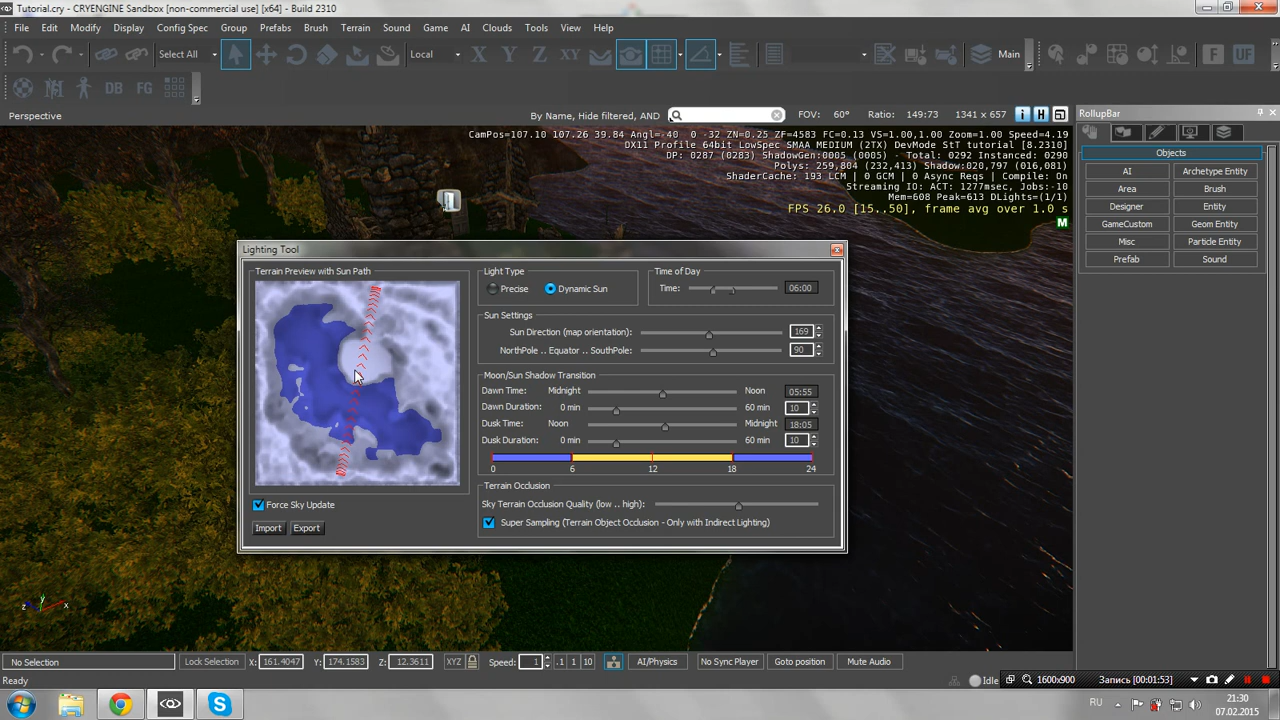 Tutorial.cry - CRYENGINE Sandbox [non-commercial use] [x64] - Build 2310
File Edit Modify Display Config Spec Group Prefabs Brush Terrain Sound Game AI Clouds Tools View Help
Select All Local X Y Z XY Main F UF
DB FG
Perspective By Name, Hide filtered, AND FOV: 60° Ratio: 149:73 1341 x 657 i H RollupBar
CamPos=107.10 107.26 39.84 Angl=-40 0 -32 ZN=0.25 ZF=4583 FC=0.13 VS=1.00,1.00 Zoom=1.00 Speed=4.19
DX11 Profile 64bit LowSpec SMAA MEDIUM (2TX) DevMode StT tutorial [8.2310]
DP: 0287 (0283) ShadowGen:0005 (0005) - Total: 0292 Instanced: 0290
Polys: 259,804 (232,413) Shadow:020,797 (016,081)
ShaderCache: 193 LCM | 0 GCM | 0 Async Reqs | Compile: On
Streaming IO: ACT: 1277msec, Jobs:-10
Mem=608 Peak=613 DLights=(1/1)
FPS 26.0 [15..50], frame avg over 1.0 s
M
Objects
AI Archetype Entity
Area Brush
Designer Entity
GameCustom Geom Entity
Misc Particle Entity
Prefab Sound
Lighting Tool
Terrain Preview with Sun Path
Light Type
Precise Dynamic Sun
Time of Day
Time: 06:00
Sun Settings
Sun Direction (map orientation): 169
NorthPole .. Equator .. SouthPole: 90
Moon/Sun Shadow Transition
Dawn Time: Midnight Noon 05:55
Dawn Duration: 0 min 60 min 10
Dusk Time: Noon Midnight 18:05
Dusk Duration: 0 min 60 min 10
0 6 12 18 24
Terrain Occlusion
Sky Terrain Occlusion Quality (low .. high):
Super Sampling (Terrain Object Occlusion - Only with Indirect Lighting)
Force Sky Update
Import Export
z y x
No Selection Lock Selection X: 161.4047 Y: 174.1583 Z: 12.3611 XYZ Speed: 1 .1 1 10 AI/Physics No Sync Player Goto position Mute Audio
Ready Idle 1600x900 Запись [00:01:53]
RU 21:30
07.02.2015